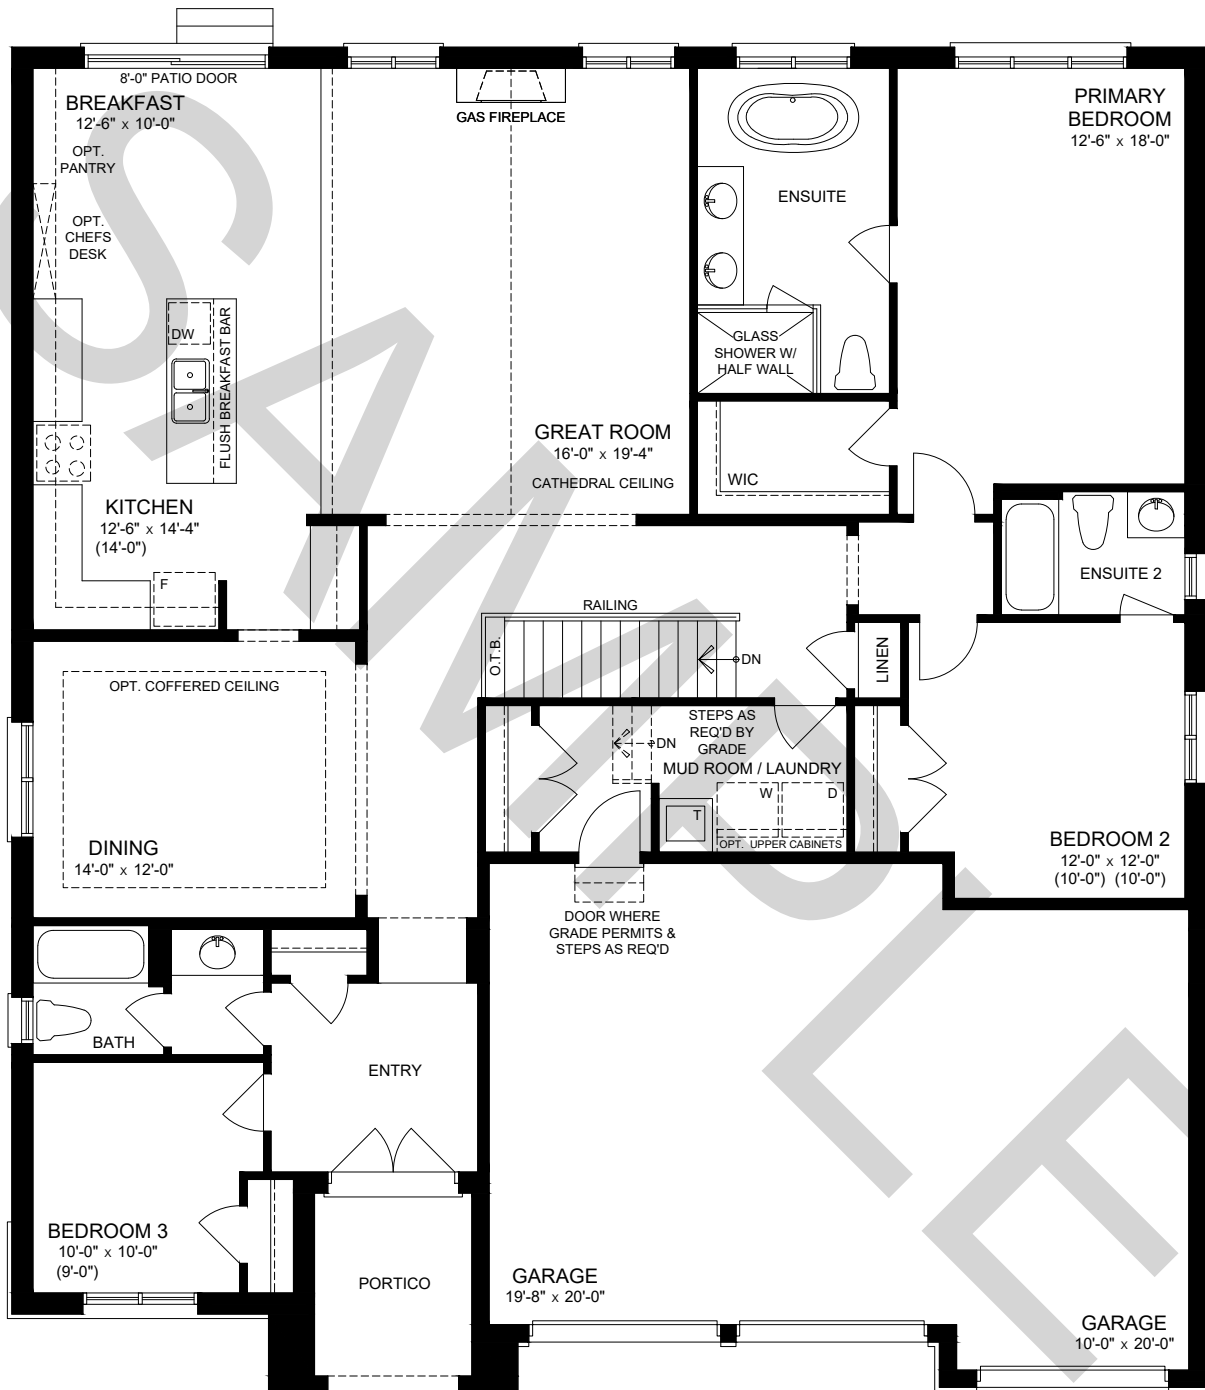 8'-0" PATIO DOOR
BREAKFAST
12'-6" x 10'-0"
OPT.
PANTRY
OPT.
CHEFS
DESK
GAS FIREPLACE
PRIMARY
BEDROOM
12'-6" x 18'-0"
ENSUITE
DW
FLUSH BREAKFAST BAR
GLASS
SHOWER W/
HALF WALL
GREAT ROOM
16'-0" x 19'-4"
CATHEDRAL CEILING
WIC
KITCHEN
12'-6" x 14'-4"
(14'-0")
F
ENSUITE 2
RAILING
O.T.B.
DN
LINEN
OPT. COFFERED CEILING
STEPS AS
REQ'D BY
GRADE
DN
MUD ROOM / LAUNDRY
W
D
T
OPT. UPPER CABINETS
DINING
14'-0" x 12'-0"
BEDROOM 2
12'-0" x 12'-0"
(10'-0") (10'-0")
DOOR WHERE
GRADE PERMITS &
STEPS AS REQ'D
BATH
ENTRY
BEDROOM 3
10'-0" x 10'-0"
(9'-0")
PORTICO
GARAGE
19'-8" x 20'-0"
GARAGE
10'-0" x 20'-0"
SAMPLE